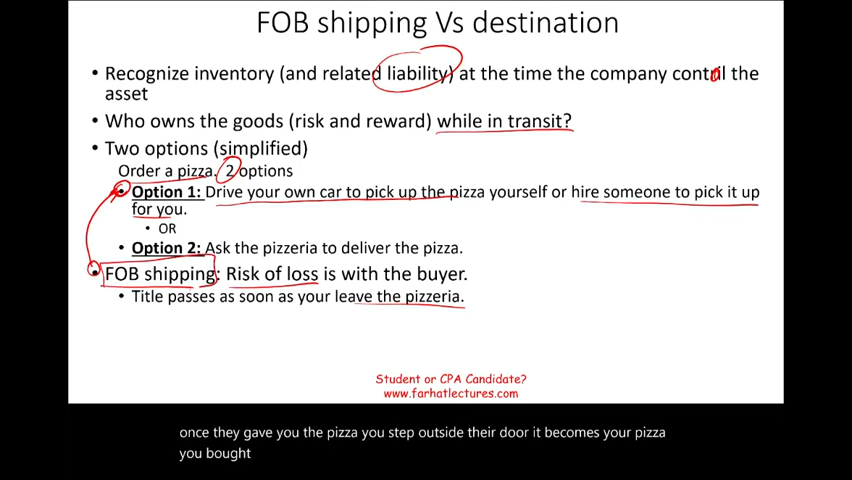 FOB shipping Vs destination
• Recognize inventory (and related liability) at the time the company contol the
asset
• Who owns the goods (risk and reward) while in transit?
• Two options (simplified)
Order a pizza. 2 options
• Option 1: Drive your own car to pick up the pizza yourself or hire someone to pick it up
for you.
• OR
• Option 2: Ask the pizzeria to deliver the pizza.
• FOB shipping: Risk of loss is with the buyer.
• Title passes as soon as your leave the pizzeria.
Student or CPA Candidate?
www.farhatlectures.com
once they gave you the pizza you step outside their door it becomes your pizza
you bought